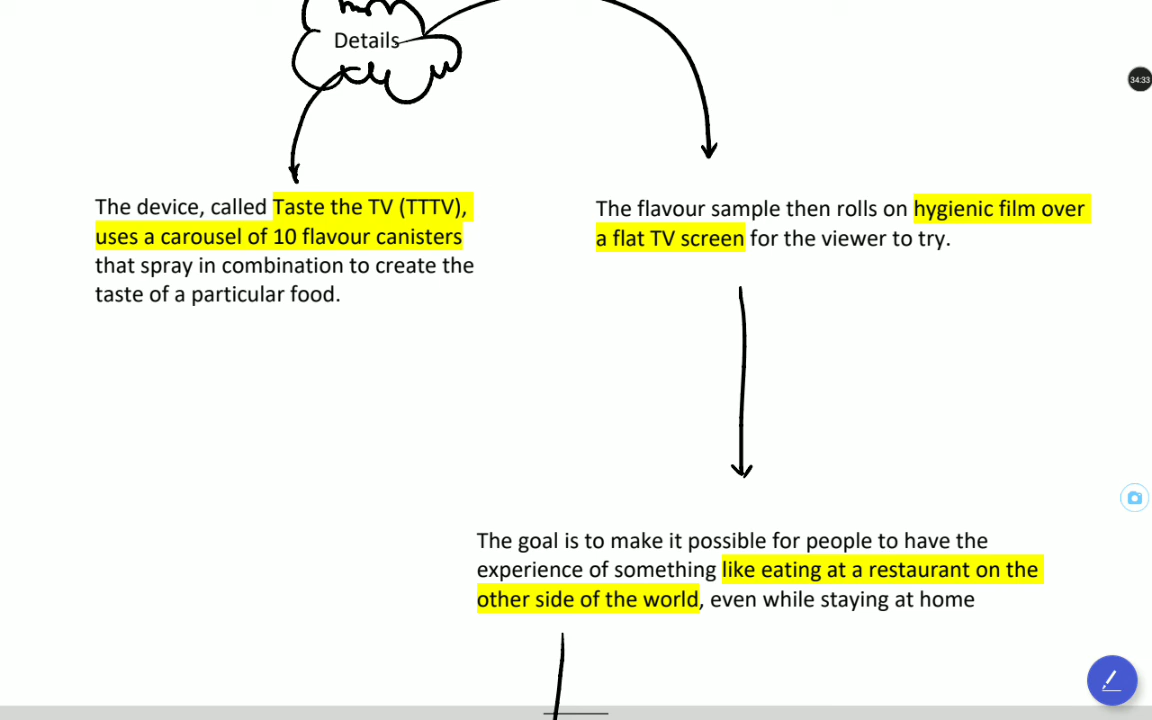 Details
34:33
The device, called Taste the TV (TTTV),
uses a carousel of 10 flavour canisters
that spray in combination to create the
taste of a particular food.
The flavour sample then rolls on hygienic film over
a flat TV screen for the viewer to try.
The goal is to make it possible for people to have the
experience of something like eating at a restaurant on the
other side of the world, even while staying at home